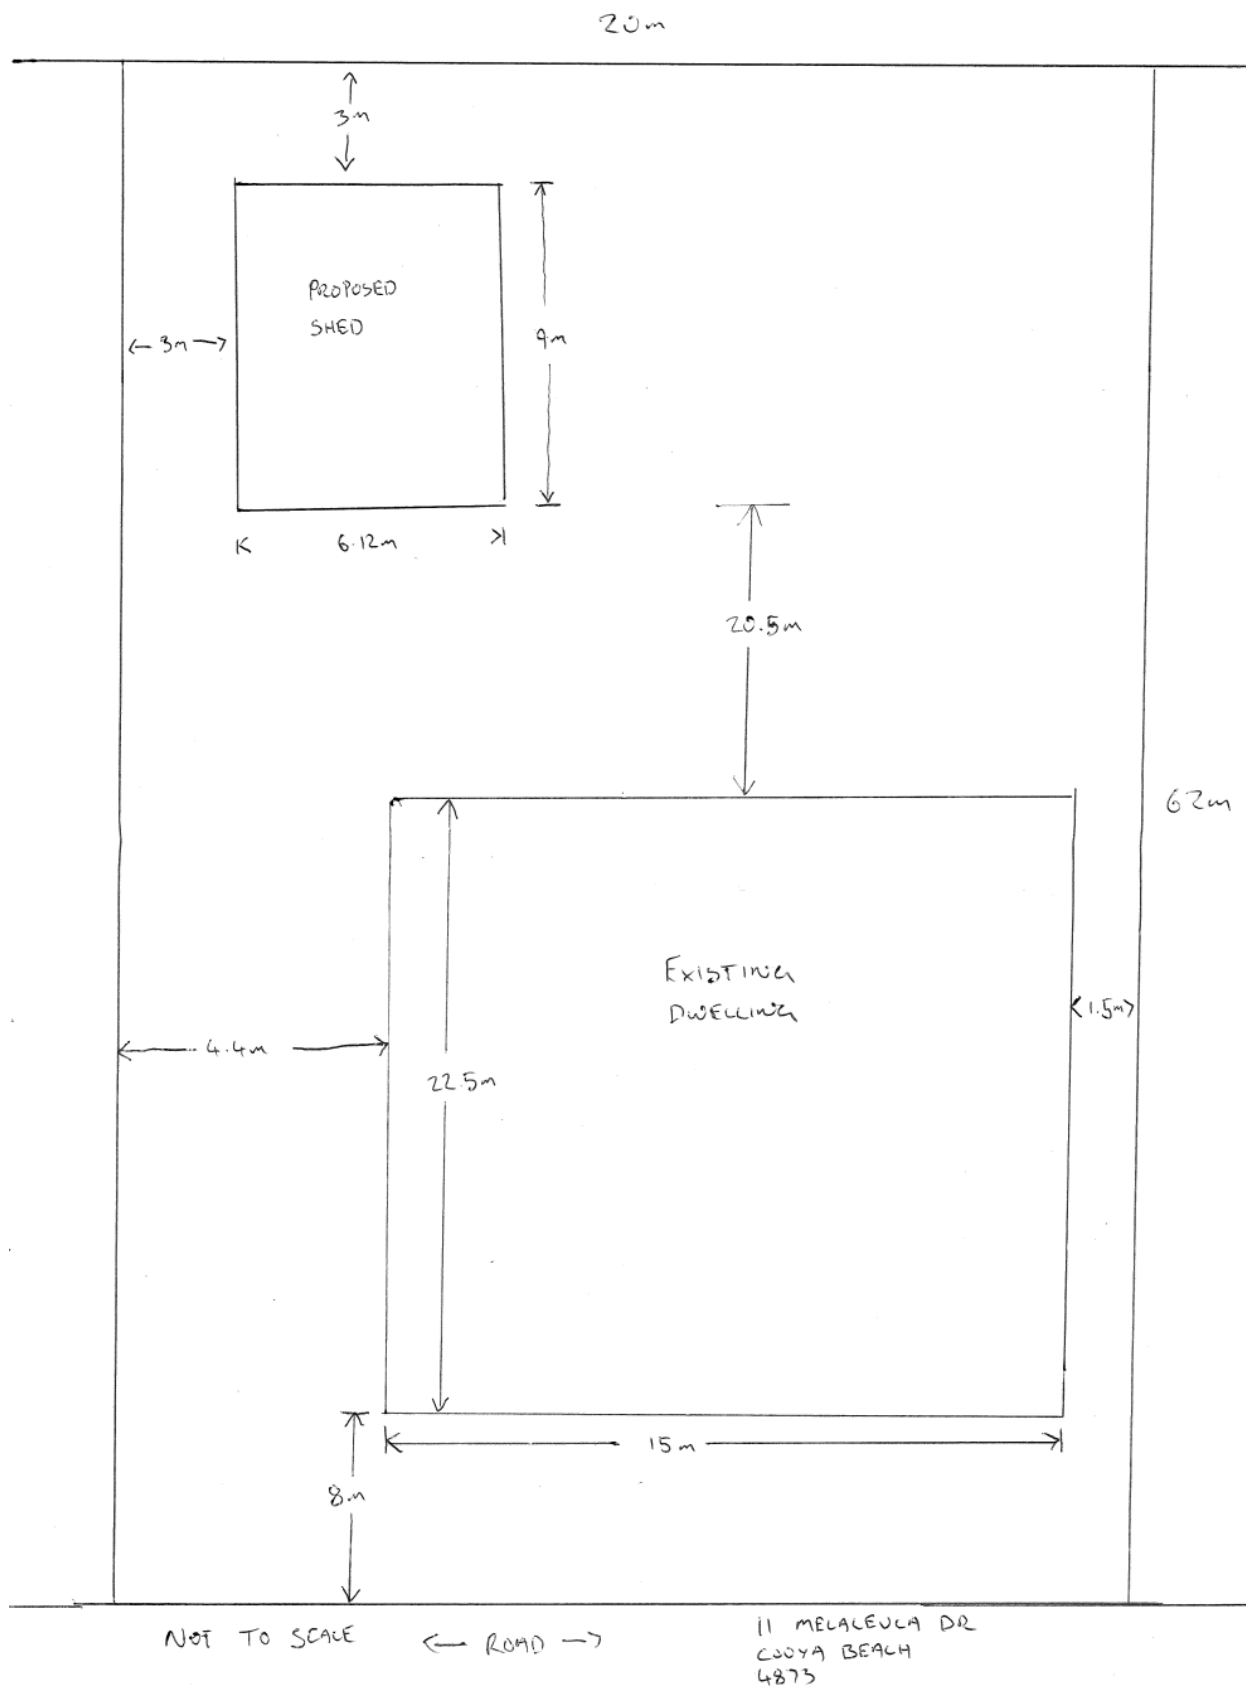 20m
3m
PROPOSED
SHED
3m
9m
6.12m
20.5m
62m
EXISTING
DWELLING
1.5m
4.4m
22.5m
15m
8m
NOT TO SCALE
ROAD
11 MELALEUCA DR
COOYA BEACH
4873